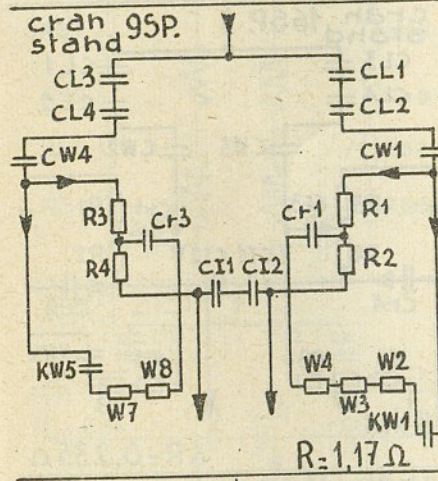 cran 9SP.
stand
CL3
CL1
CL4
CL2
CW4
CW1
R3
Cr3
Cr1
R1
R4
CI1
CI2
R2
KW5
W7
W8
W4
W3
W2
KW1
R=1,17 Ω